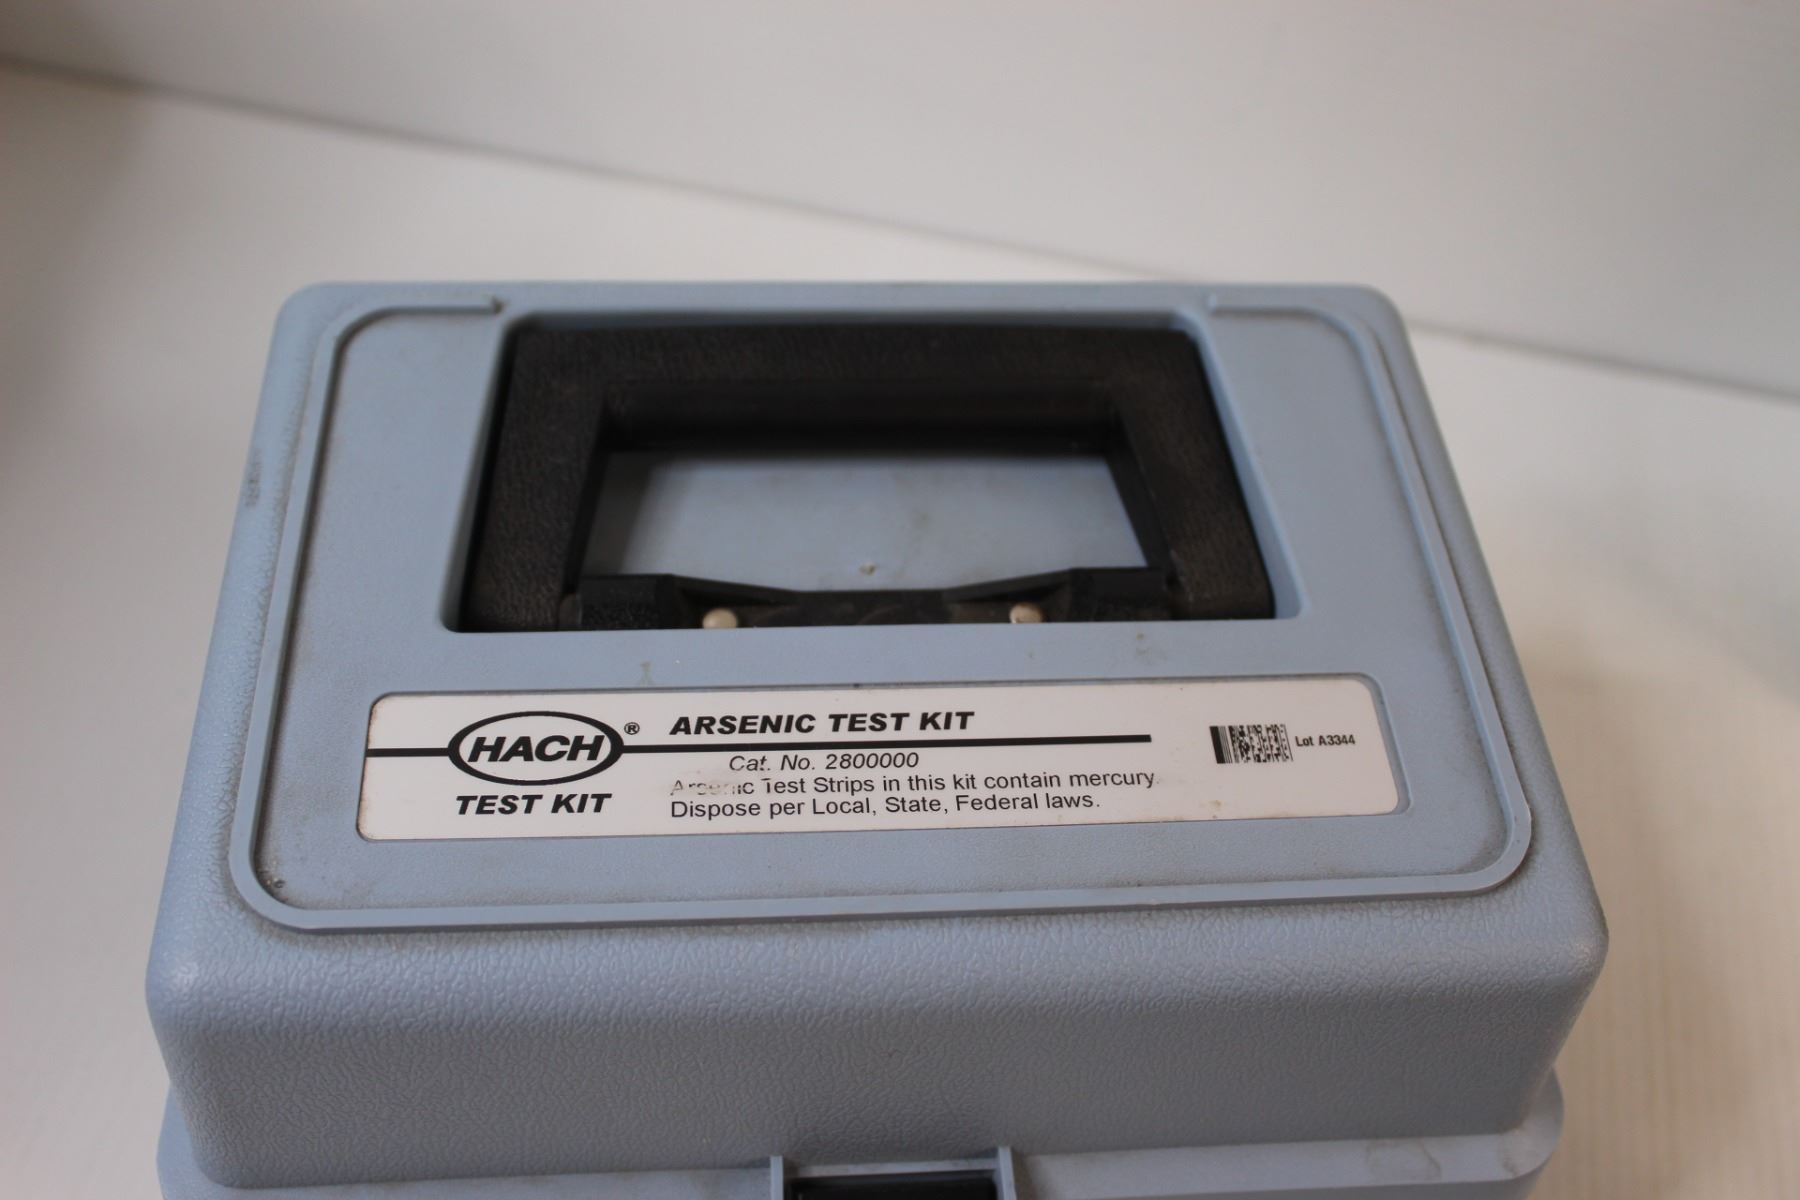 HACH®
TEST KIT
ARSENIC TEST KIT
Cat. No. 2800000
Arsenic Test Strips in this kit contain mercury.
Dispose per Local, State, Federal laws.
Lot A3344